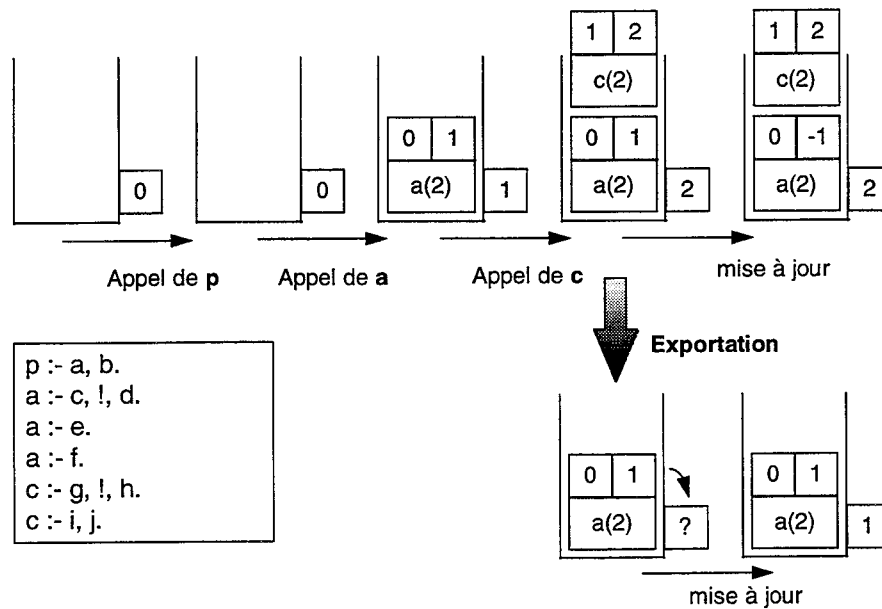 1 2 1 2
c(2) c(2)
0 1 0 1 0 -1
0 0 a(2) 1 a(2) 2 a(2) 2
Appel de p Appel de a Appel de c mise à jour
Exportation
p :- a, b.
a :- c, !, d.
a :- e.
a :- f.
c :- g, !, h.
c :- i, j.
0 1 0 1
a(2) ? a(2) 1
mise à jour